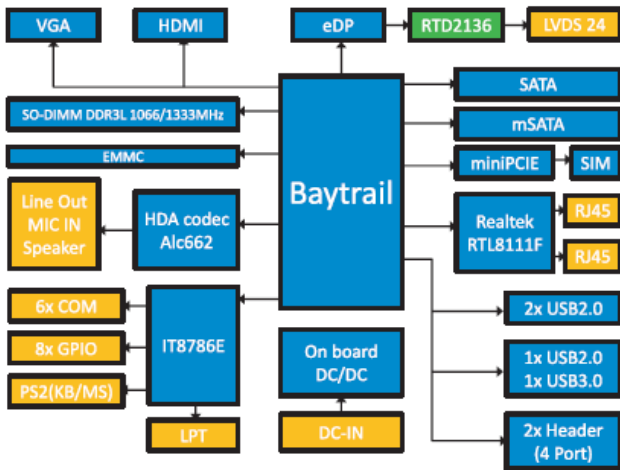 VGA
HDMI
eDP
RTD2136
LVDS 24
SO-DIMM DDR3L 1066/1333MHz
EMMC
Baytrail
SATA
mSATA
miniPCIE
SIM
Line Out
MIC IN
Speaker
HDA codec
Alc662
Realtek
RTL8111F
RJ45
RJ45
6x COM
8x GPIO
PS2(KB/MS)
IT8786E
LPT
On board
DC/DC
DC-IN
2x USB2.0
1x USB2.0
1x USB3.0
2x Header
(4 Port)